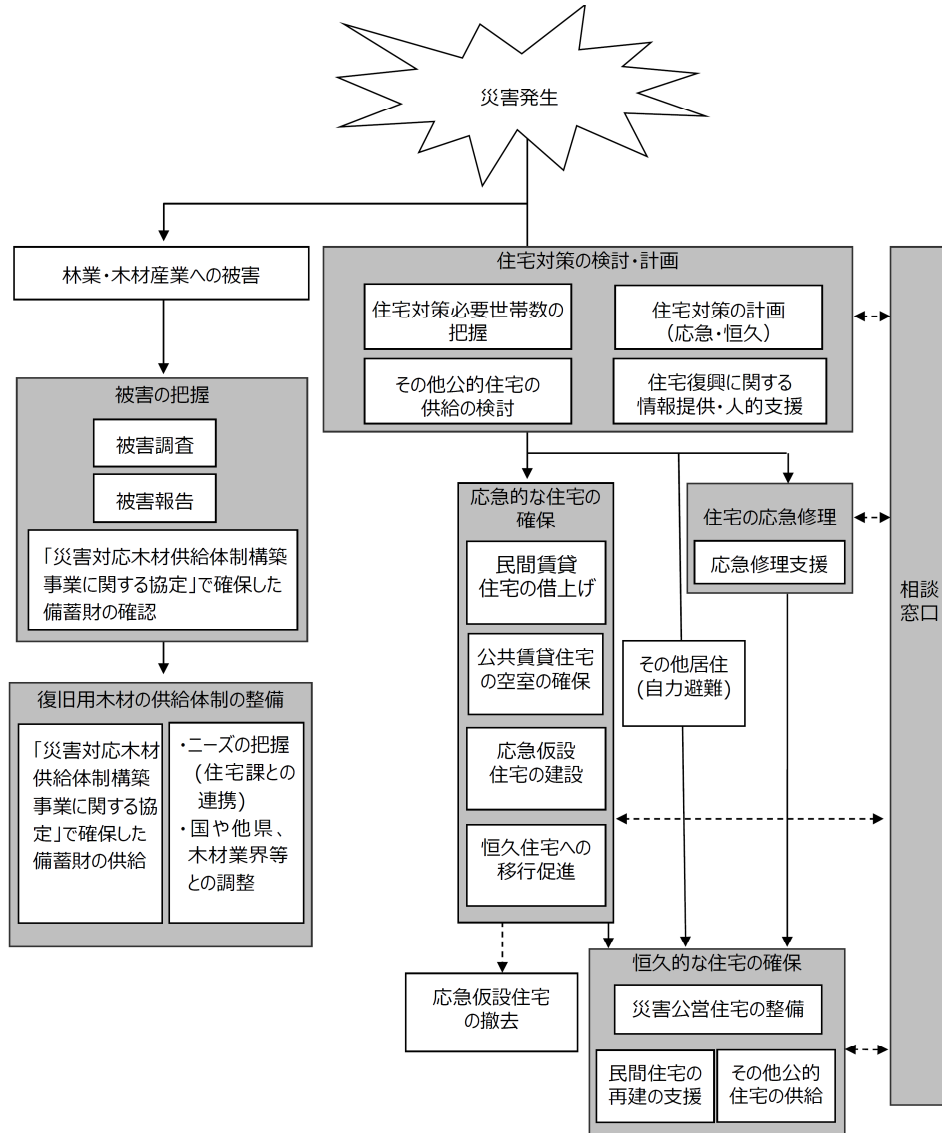 災害発生
林業・木材産業への被害
被害の把握
被害調査
被害報告
「災害対応木材供給体制構築
事業に関する協定」で確保した
備蓄財の確認
復旧用木材の供給体制の整備
「災害対応木材
供給体制構築
事業に関する協
定」で確保した
備蓄財の供給
・ニーズの把握
(住宅課との
連携)
・国や他県、
木材業界等
との調整
住宅対策の検討・計画
住宅対策必要世帯数の
把握
住宅対策の計画
(応急・恒久)
その他公的住宅の
供給の検討
住宅復興に関する
情報提供・人的支援
応急的な住宅の
確保
民間賃貸
住宅の借上げ
公共賃貸住宅
の空室の確保
応急仮設
住宅の建設
恒久住宅への
移行促進
応急仮設住宅
の撤去
その他居住
(自力避難)
住宅の応急修理
応急修理支援
恒久的な住宅の確保
災害公営住宅の整備
民間住宅の
再建の支援
その他公的
住宅の供給
相談
窓口